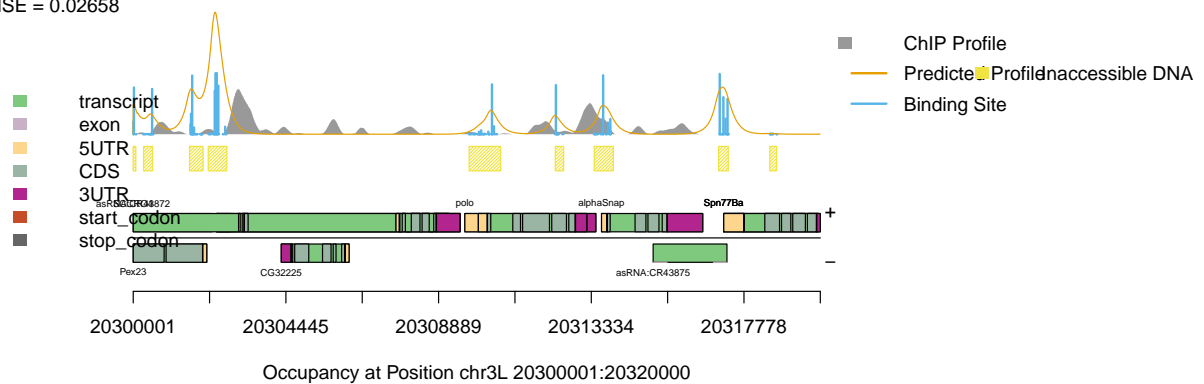 ISE = 0.02658
ChIP Profile
Predicted Profile
Inaccessible DNA
Binding Site
transcript
exon
5UTR
CDS
3UTR
start_codon
stop_codon
polo
alphaSnap
Spn77Ba
+
Pex23
CG32225
asRNA:CR43875
−
20300001 20304445 20308889 20313334 20317778
Occupancy at Position chr3L 20300001:20320000